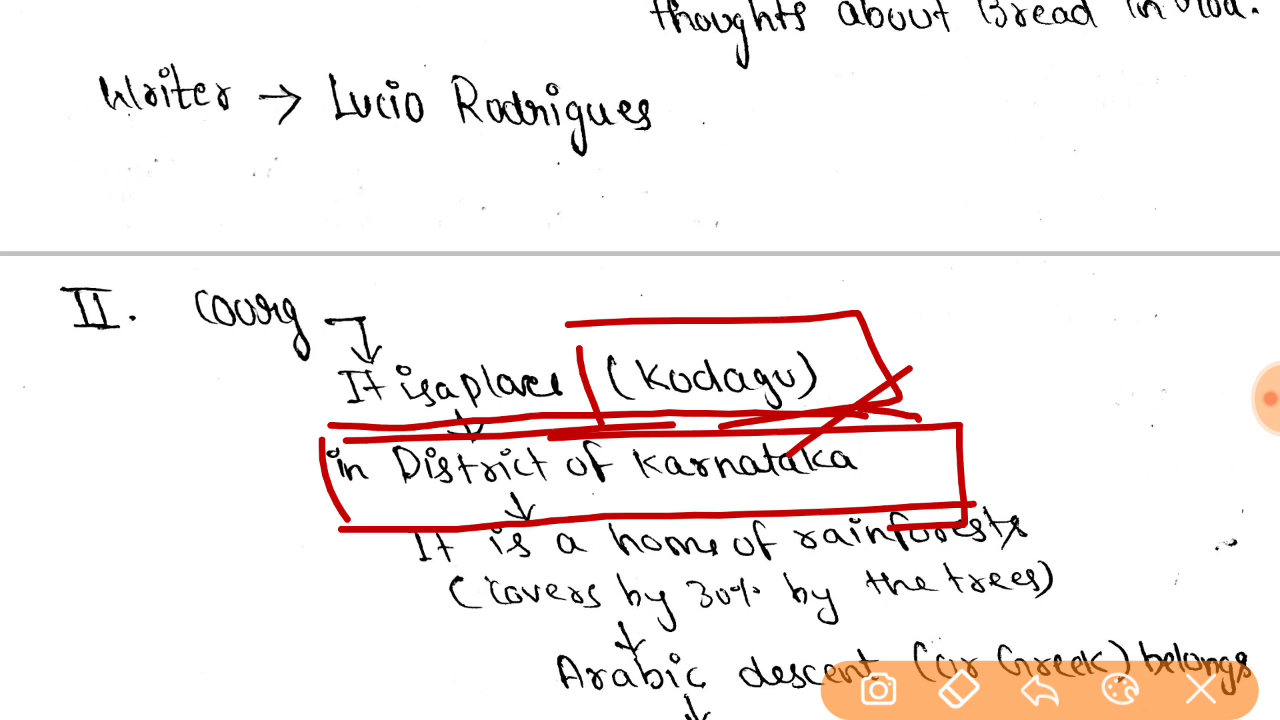 thoughts about Bread in
Writer → Lucio Rodrigues
II. Coorg
It is a place (Kodagu)
in District of Karnataka
It is a home of rainforests
(Covers by 30% by the trees)
Arabic descent (or Greek) belongs